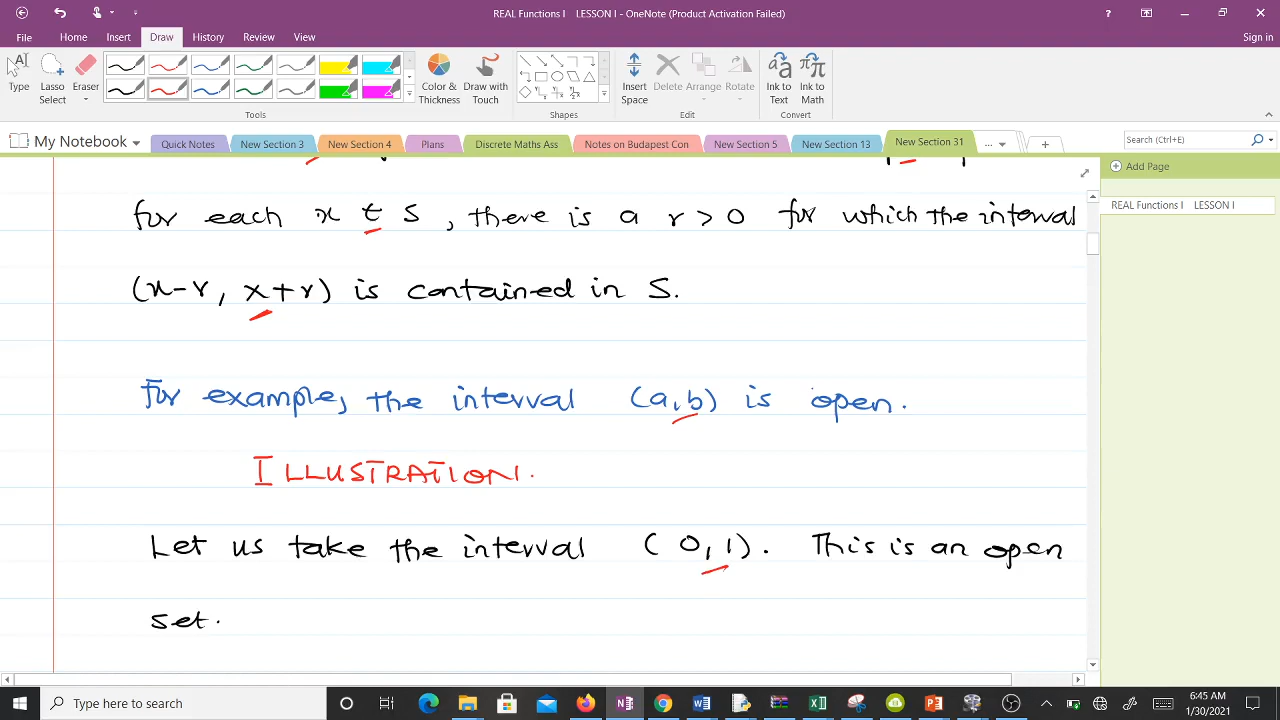 REAL Functions I LESSON I - OneNote (Product Activation Failed)
Sign in
File Home Insert Draw History Review View
Type Lasso Select Eraser Color & Thickness Draw with Touch Insert Space Delete Arrange Rotate Ink to Text Ink to Math
Tools Shapes Edit Convert
My Notebook Quick Notes New Section 3 New Section 4 Plans Discrete Maths Ass Notes on Budapest Con New Section 5 New Section 13 New Section 31 ... Search (Ctrl+E)
Add Page
REAL Functions I LESSON I
for each x ∈ S, there is a r > 0 for which the interval
(x-r, x+r) is contained in S.
For example, the interval (a,b) is open.
ILLUSTRATION.
Let us take the interval (0,1). This is an open
set.
Type here to search
6:45 AM
1/30/2021